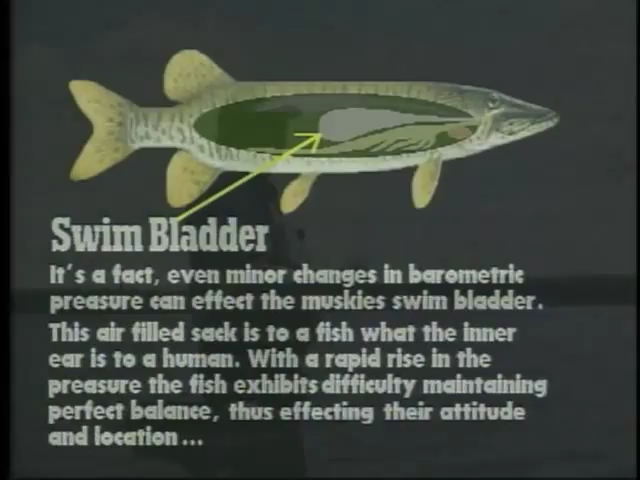 Swim Bladder
It's a fact, even minor changes in barometric
preasure can effect the muskies swim bladder.
This air filled sack is to a fish what the inner
ear is to a human. With a rapid rise in the
preasure the fish exhibits difficulty maintaining
perfect balance, thus effecting their attitude
and location...